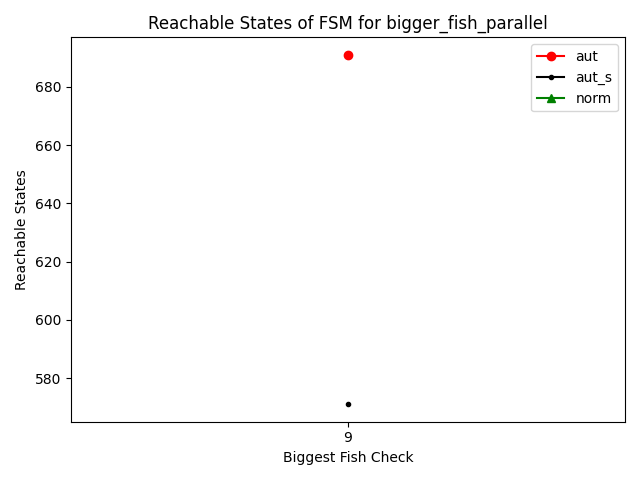 Reachable States of FSM for bigger_fish_parallel
aut
aut_s
norm
680
660
640
620
600
580
Reachable States
9
Biggest Fish Check